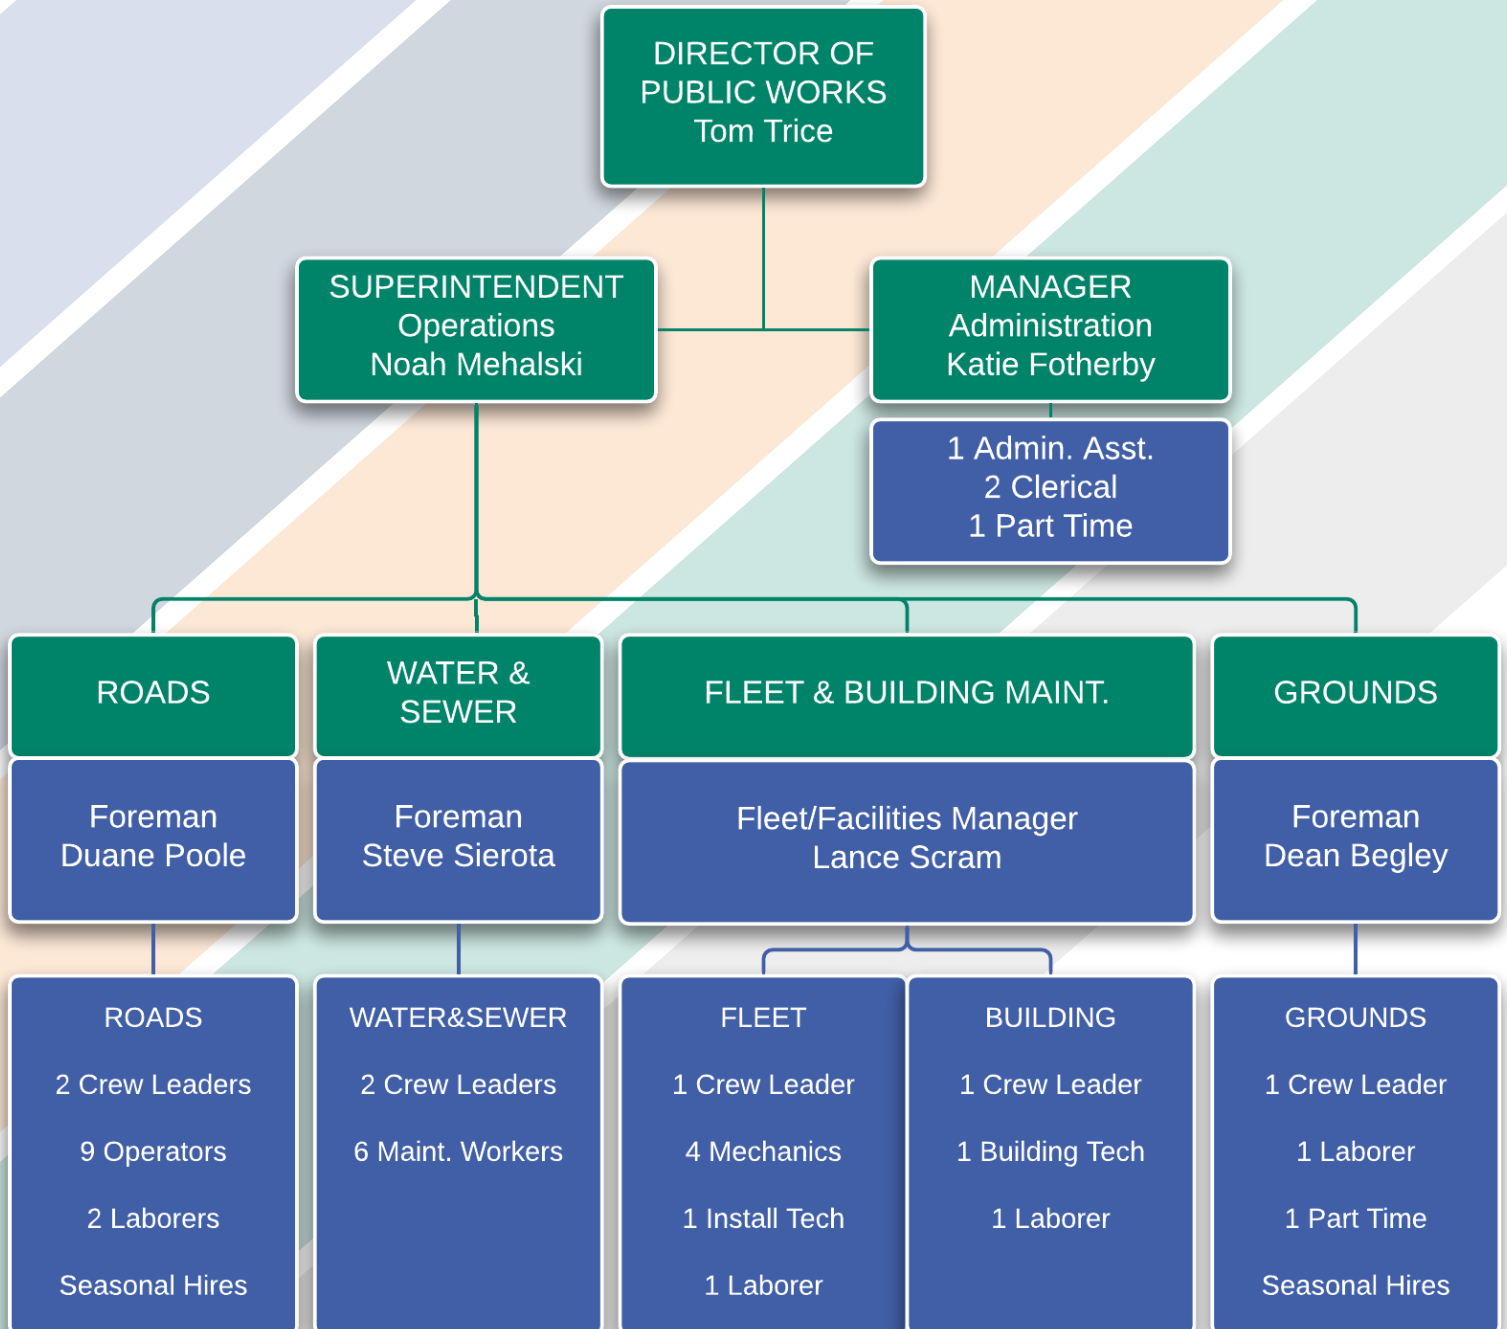 DIRECTOR OF
PUBLIC WORKS
Tom Trice
SUPERINTENDENT
Operations
Noah Mehalski
MANAGER
Administration
Katie Fotherby
1 Admin. Asst.
2 Clerical
1 Part Time
ROADS
WATER &
SEWER
FLEET & BUILDING MAINT.
GROUNDS
Foreman
Duane Poole
Foreman
Steve Sierota
Fleet/Facilities Manager
Lance Scram
Foreman
Dean Begley
ROADS
2 Crew Leaders
9 Operators
2 Laborers
Seasonal Hires
WATER&SEWER
2 Crew Leaders
6 Maint. Workers
FLEET
1 Crew Leader
4 Mechanics
1 Install Tech
1 Laborer
BUILDING
1 Crew Leader
1 Building Tech
1 Laborer
GROUNDS
1 Crew Leader
1 Laborer
1 Part Time
Seasonal Hires